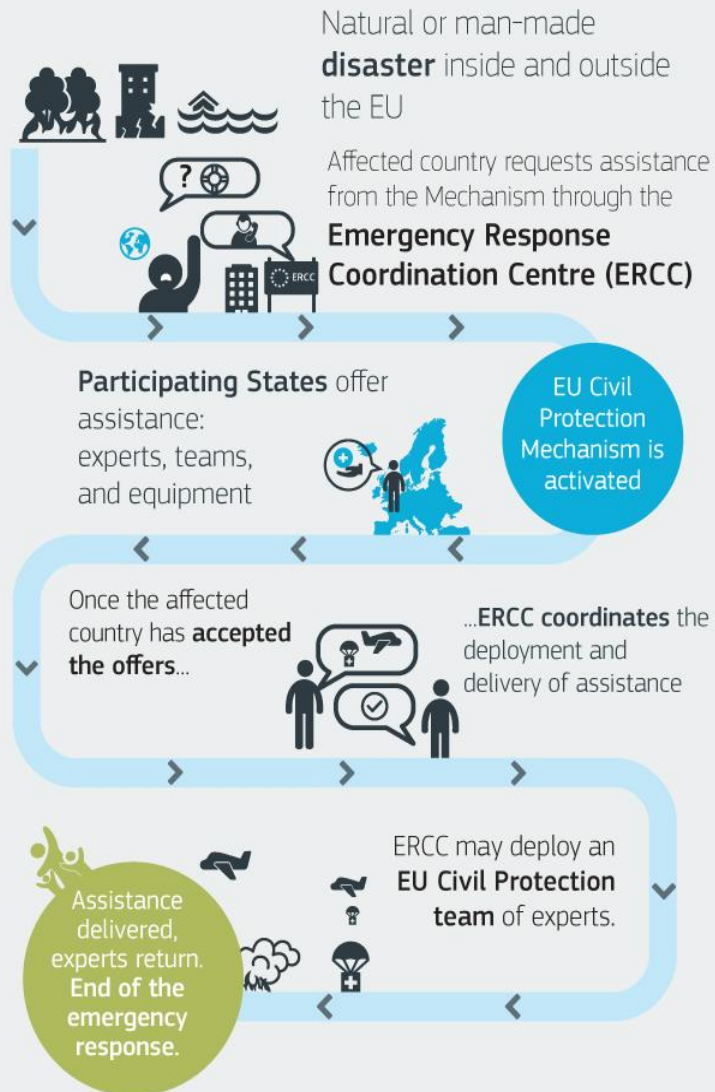 Natural or man-made
disaster inside and outside
the EU
Affected country requests assistance
from the Mechanism through the
Emergency Response
Coordination Centre (ERCC)
?
ERCC
Participating States offer
assistance:
experts, teams,
and equipment
EU Civil
Protection
Mechanism is
activated
Once the affected
country has accepted
the offers...
...ERCC coordinates the
deployment and
delivery of assistance
ERCC may deploy an
EU Civil Protection
team of experts.
Assistance
delivered,
experts return.
End of the
emergency
response.